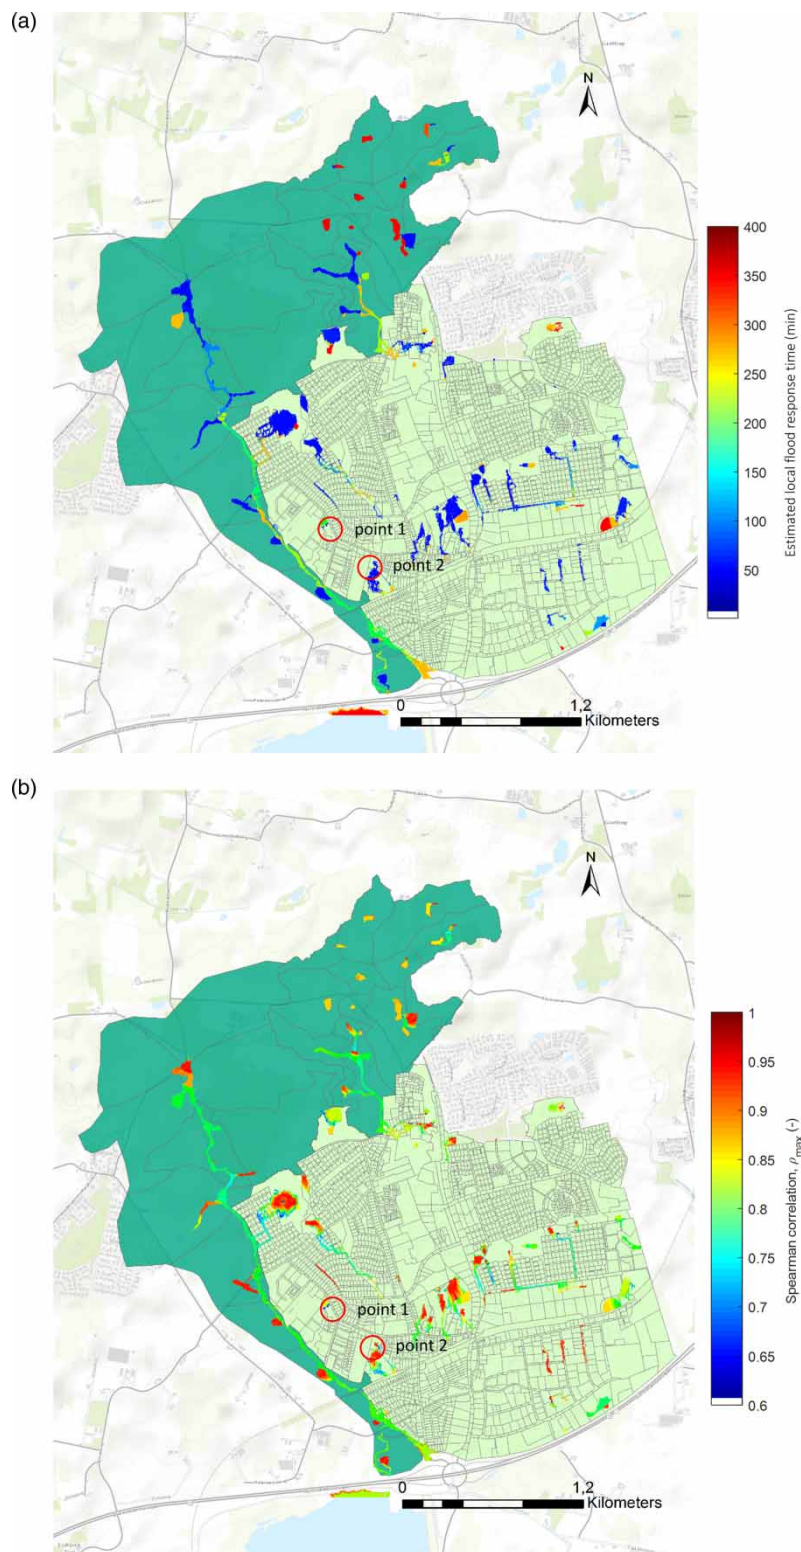 (a)
N
400
350
300
250
200
150
100
50
Estimated local flood response time (min)
point 1
point 2
0
1,2
Kilometers
(b)
N
1
0.95
0.9
0.85
0.8
0.75
0.7
0.65
0.6
Spearman correlation, ρmax (-)
point 1
point 2
0
1,2
Kilometers